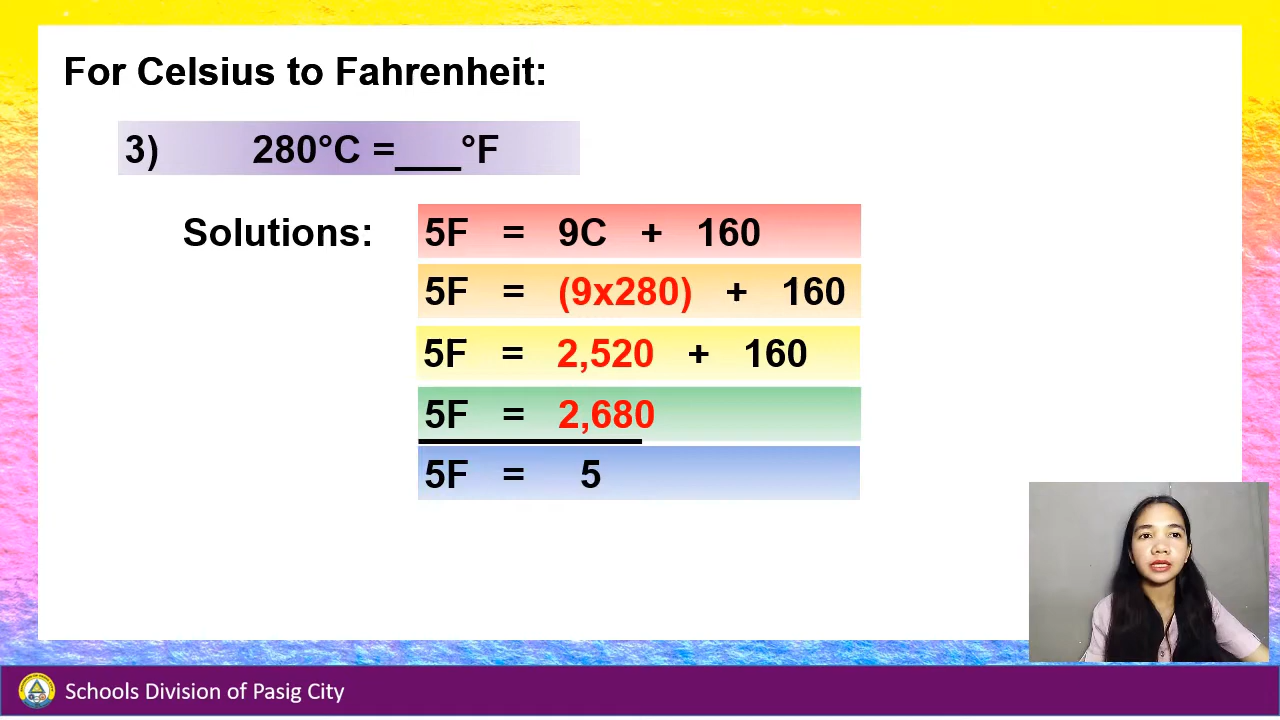 For Celsius to Fahrenheit:
3) 280°C =___°F
Solutions: 5F = 9C + 160
5F = (9x280) + 160
5F = 2,520 + 160
5F = 2,680
5F = 5
Schools Division of Pasig City